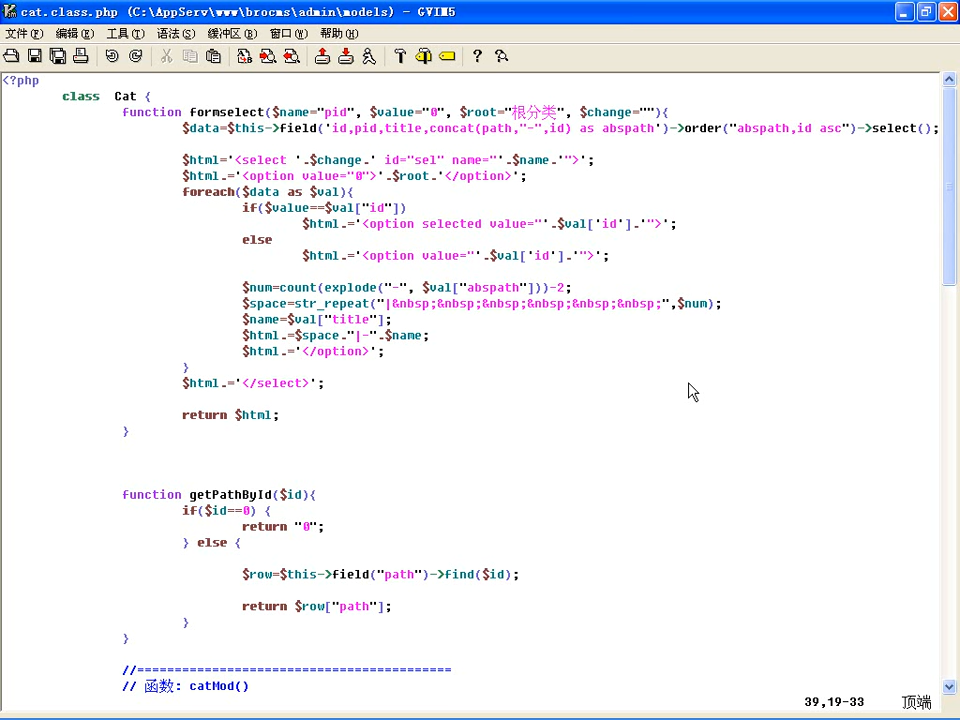 cat.class.php (C:\AppServ\www\brocms\admin\models) - GVIM5
文件(F) 编辑(E) 工具(T) 语法(S) 缓冲区(B) 窗口(W) 帮助(H)
<?php
class Cat {
function formselect($name="pid", $value="0", $root="根分类", $change=""){
$data=$this->field('id,pid,title,concat(path,"-",id) as abspath')->order("abspath,id asc")->select();
$html='<select '.$change.' id="sel" name="'.$name.'">';
$html.='<option value="0">'.$root.'</option>';
foreach($data as $val){
if($value==$val["id"])
$html.='<option selected value="'.$val['id'].'">';
else
$html.='<option value="'.$val['id'].'">';
$num=count(explode("-", $val["abspath"]))-2;
$space=str_repeat("|&nbsp;&nbsp;&nbsp;&nbsp;&nbsp;&nbsp;",$num);
$name=$val["title"];
$html.=$space."|-".$name;
$html.='</option>';
}
$html.='</select>';
return $html;
}
function getPathById($id){
if($id==0) {
return "0";
} else {
$row=$this->field("path")->find($id);
return $row["path"];
}
}
//==========================================
// 函数: catMod()
39,19-33 顶端